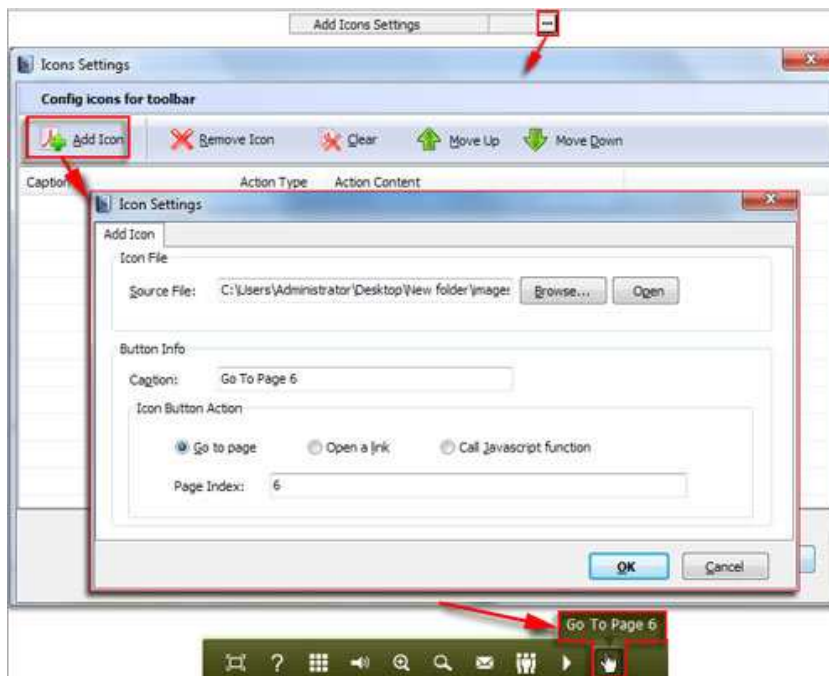 Add Icons Settings
Icons Settings
Config icons for toolbar
Add Icon Remove Icon Clear Move Up Move Down
Caption Action Type Action Content
Icon Settings
Add Icon
Icon File
Source File: C:\Users\Administrator\Desktop\New folder\images Browse... Open
Button Info
Caption: Go To Page 6
Icon Button Action
Go to page Open a link Call Javascript function
Page Index: 6
OK Cancel
Go To Page 6